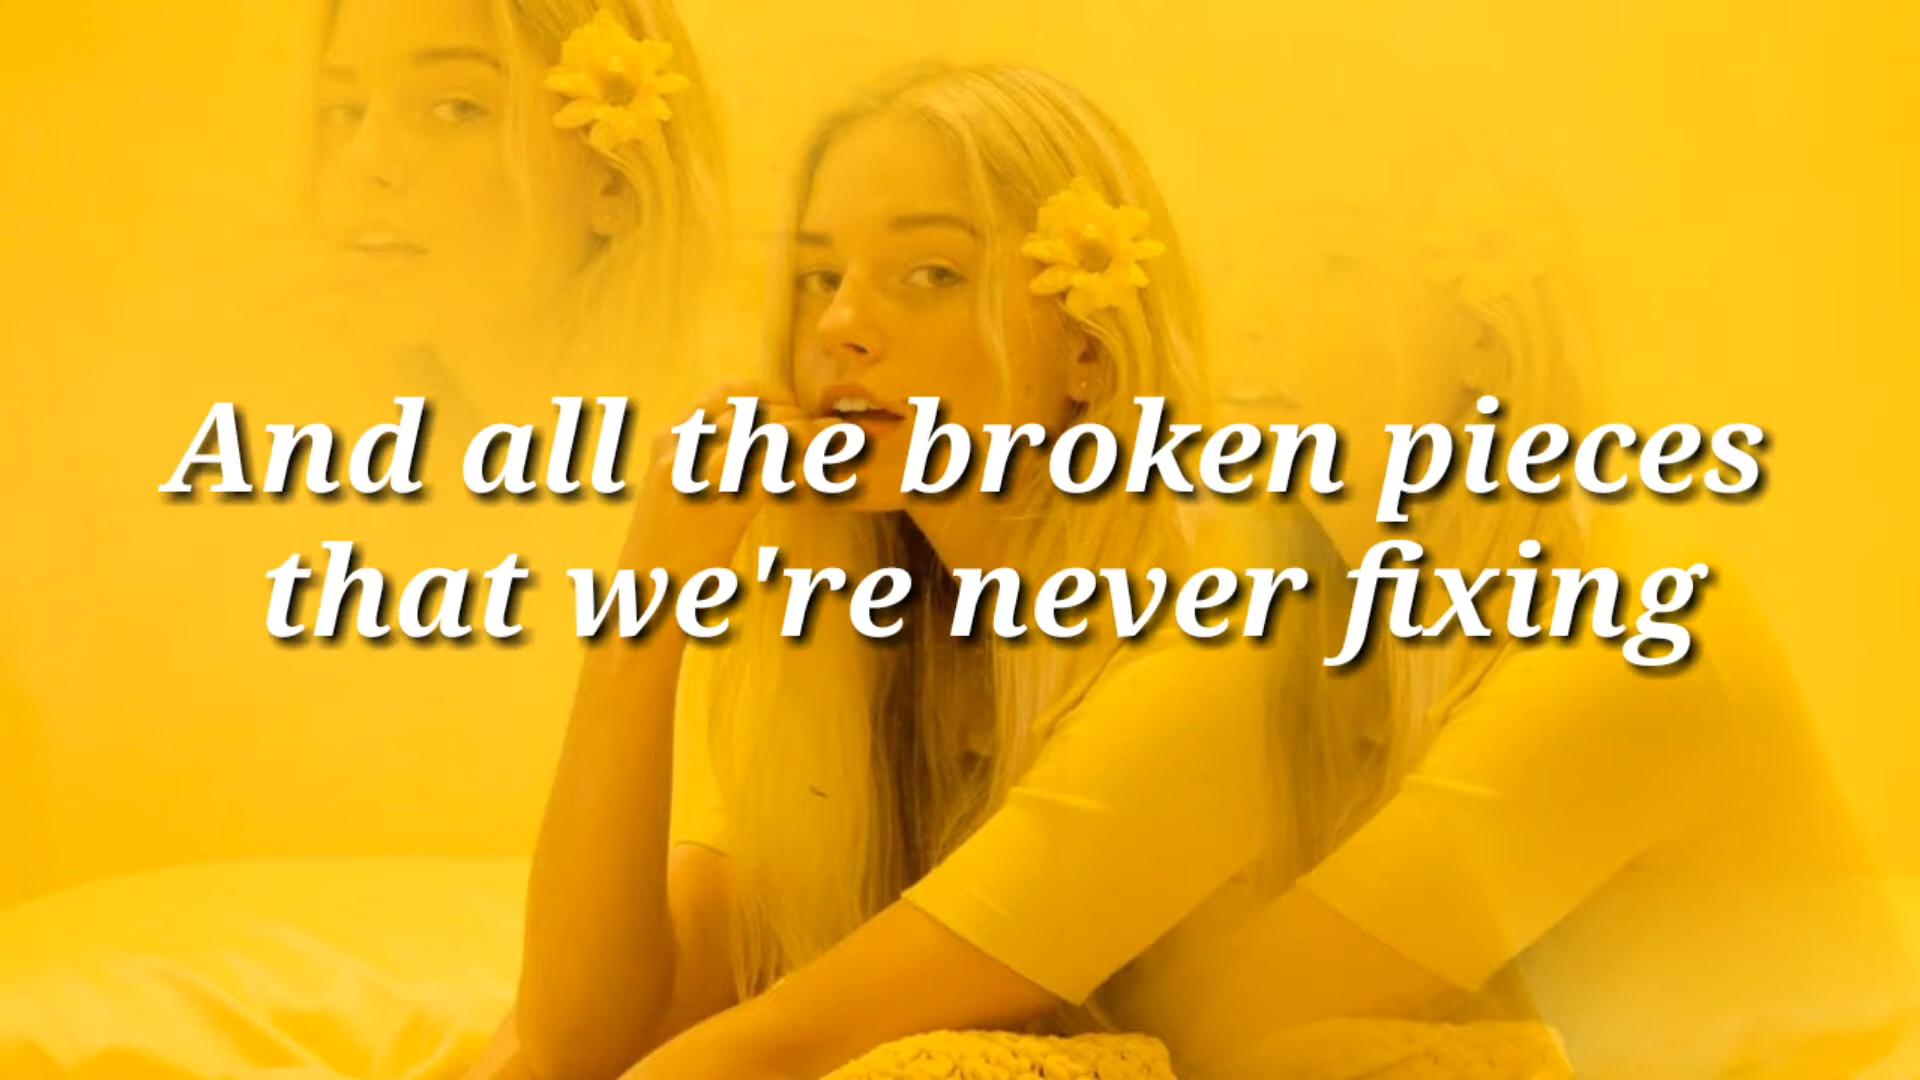 And all the broken pieces
that we're never fixing